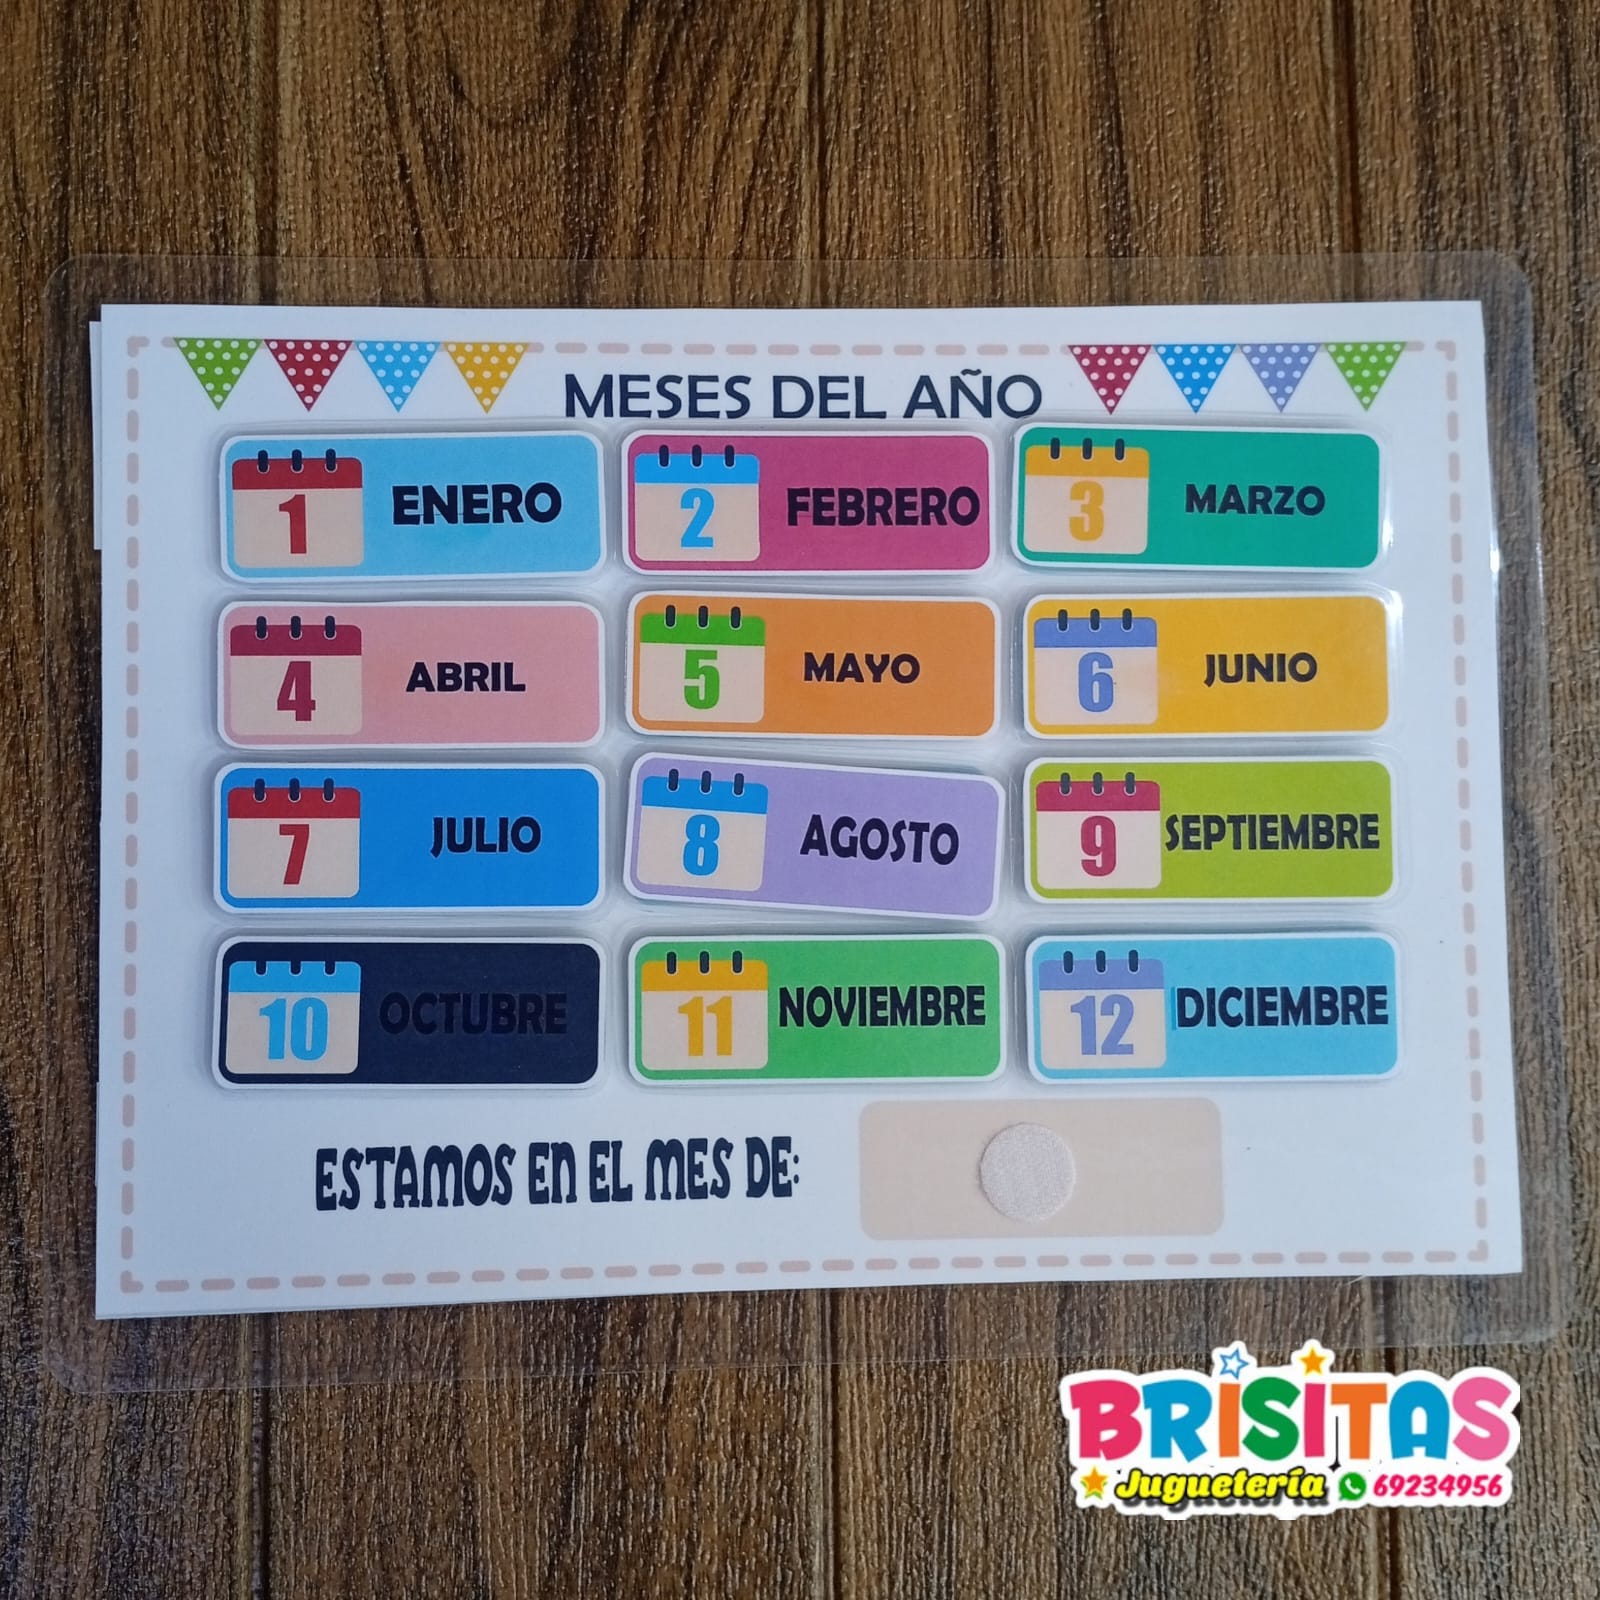 MESES DEL AÑO
1 ENERO
2 FEBRERO
3 MARZO
4 ABRIL
5 MAYO
6 JUNIO
7 JULIO
8 AGOSTO
9 SEPTIEMBRE
10 OCTUBRE
11 NOVIEMBRE
12 DICIEMBRE
ESTAMOS EN EL MES DE:
BRISITAS
Juguetería 69234956